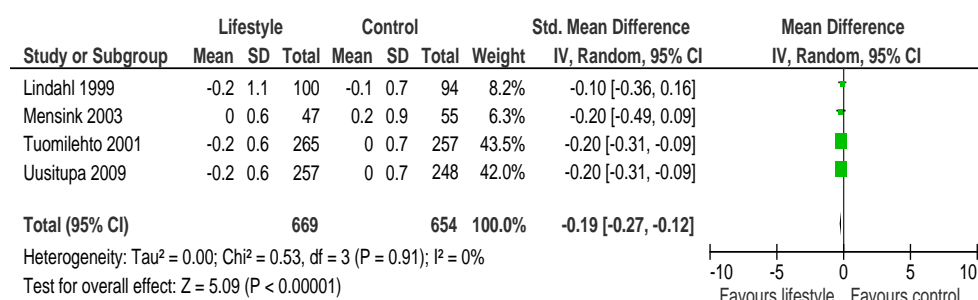 Lifestyle Control Std. Mean Difference Mean Difference
Study or Subgroup Mean SD Total Mean SD Total Weight IV, Random, 95% CI IV, Random, 95% CI
Lindahl 1999 -0.2 1.1 100 -0.1 0.7 94 8.2% -0.10 [-0.36, 0.16]
Mensink 2003 0 0.6 47 0.2 0.9 55 6.3% -0.20 [-0.49, 0.09]
Tuomilehto 2001 -0.2 0.6 265 0 0.7 257 43.5% -0.20 [-0.31, -0.09]
Uusitupa 2009 -0.2 0.6 257 0 0.7 248 42.0% -0.20 [-0.31, -0.09]
Total (95% CI) 669 654 100.0% -0.19 [-0.27, -0.12]
Heterogeneity: Tau² = 0.00; Chi² = 0.53, df = 3 (P = 0.91); I² = 0%
Test for overall effect: Z = 5.09 (P < 0.00001)
-10 -5 0 5 10
Favours lifestyle Favours control